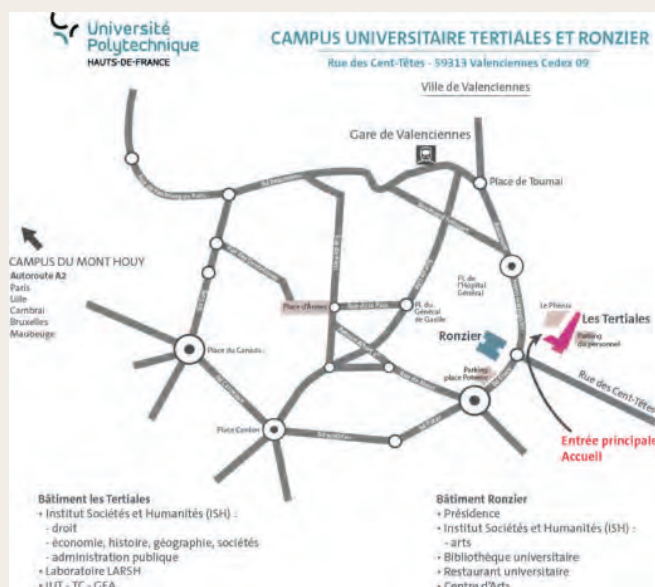 Université
Polytechnique
HAUTS-DE-FRANCE
CAMPUS UNIVERSITAIRE TERTIALES ET RONZIER
Rue des Cent-Têtes - 59313 Valenciennes Cedex 09
Ville de Valenciennes
Gare de Valenciennes
Place de Tournai
CAMPUS DU MONT HOUY
Autoroute A2
Paris
Lille
Cambrai
Bruxelles
Maubeuge
Pl. de
l'Hôpital
Général
Place d'Armes
Pl. du
Général
de Gaulle
Le Phénix
Les Tertiales
Parking
du personnel
Ronzier
Place du Canada
Parking
place Poterne
Rue des Cent-Têtes
Place Cardon
Entrée principale
Accueil
Bâtiment les Tertiales
• Institut Sociétés et Humanités (ISH) :
- droit
- économie, histoire, géographie, sociétés
- administration publique
• Laboratoire LARSH
• IUT - TC - GEA
Bâtiment Ronzier
• Présidence
• Institut Sociétés et Humanités (ISH) :
- arts
• Bibliothèque universitaire
• Restaurant universitaire
• Centre d'Arts